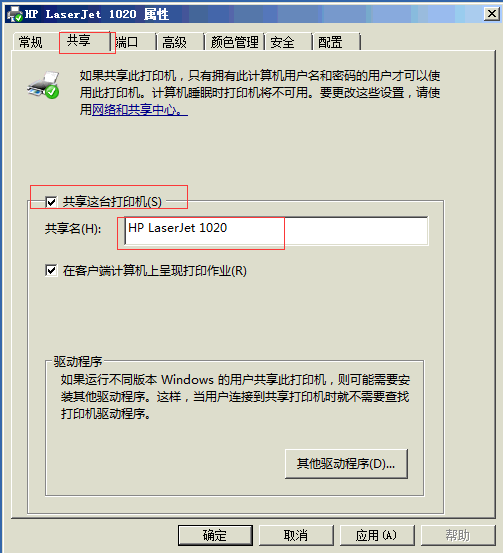 HP LaserJet 1020 属性
常规 共享 端口 高级 颜色管理 安全 配置
如果共享此打印机，只有拥有此计算机用户名和密码的用户才可以使
用此打印机。计算机睡眠时打印机将不可用。要更改这些设置，请使
用网络和共享中心。
共享这台打印机(S)
共享名(H): HP LaserJet 1020
在客户端计算机上呈现打印作业(R)
驱动程序
如果运行不同版本 Windows 的用户共享此打印机，则可能需要安
装其他驱动程序。这样，当用户连接到共享打印机时就不需要查找
打印机驱动程序。
其他驱动程序(D)...
确定 取消 应用(A) 帮助